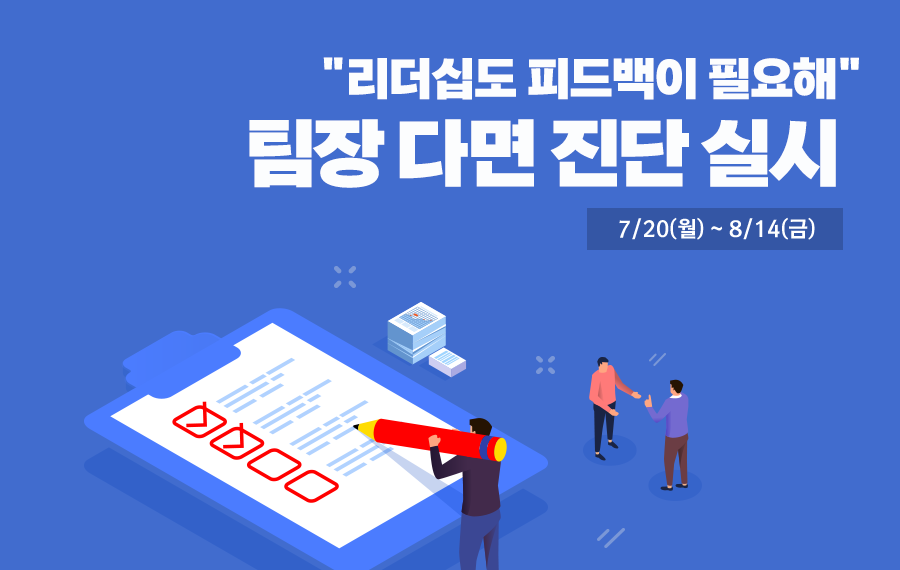 "리더십도 피드백이 필요해"
팀장 다면 진단 실시
7/20(월) ~ 8/14(금)